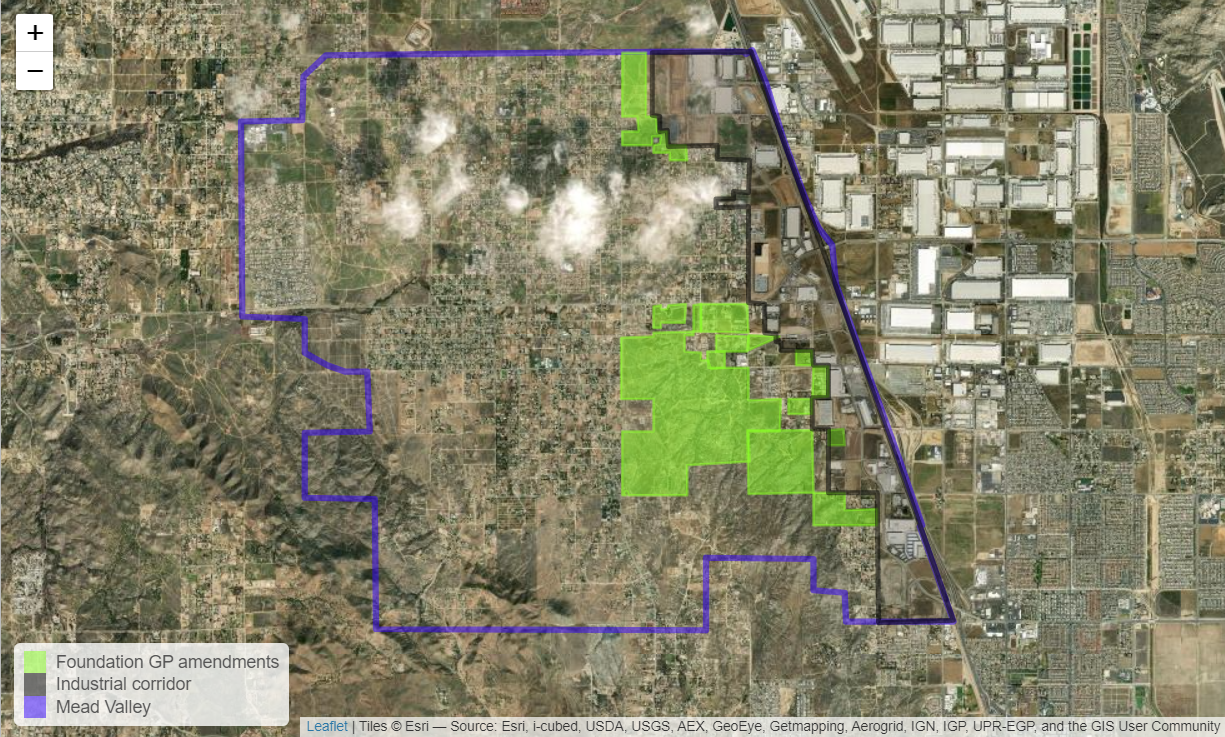 +
−
Foundation GP amendments
Industrial corridor
Mead Valley
Leaflet | Tiles © Esri — Source: Esri, i-cubed, USDA, USGS, AEX, GeoEye, Getmapping, Aerogrid, IGN, IGP, UPR-EGP, and the GIS User Community